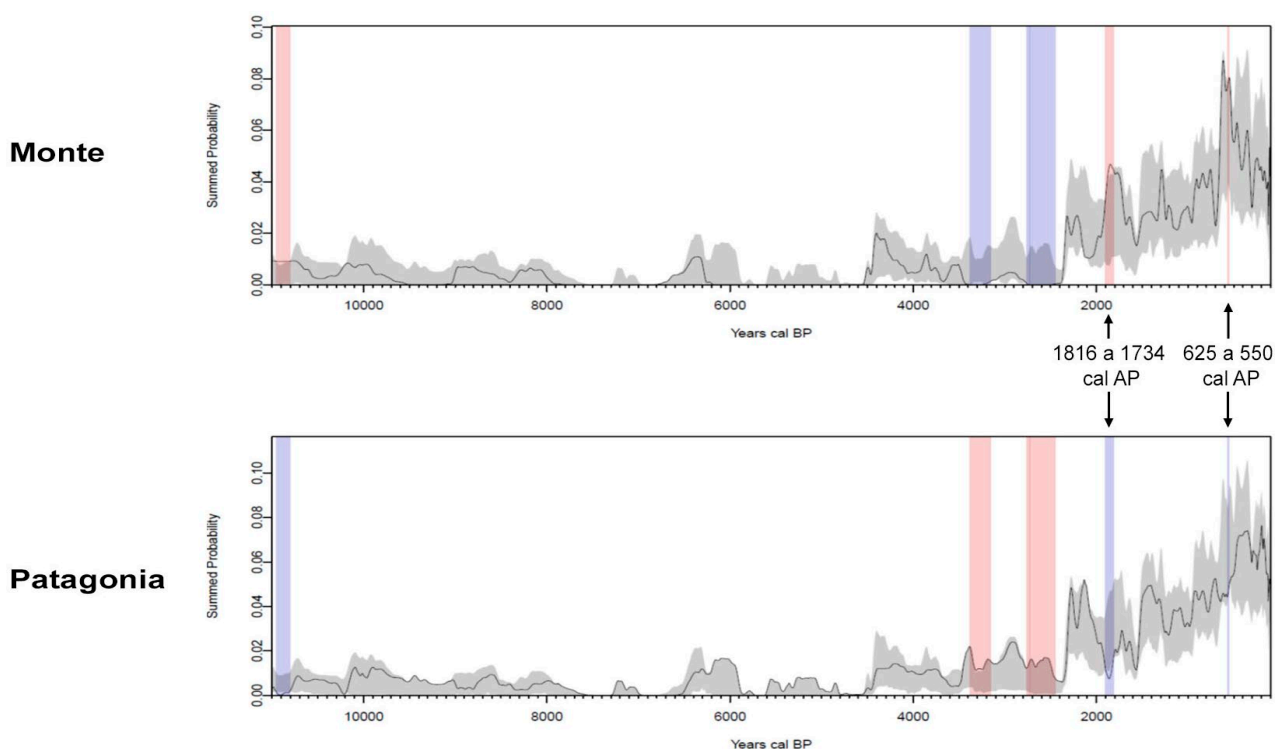 Monte
Summed Probability
0.10
0.08
0.06
0.04
0.02
0.00
10000
8000
6000
4000
2000
Years cal BP
1816 a 1734
cal AP
625 a 550
cal AP
Patagonia
Summed Probability
0.10
0.08
0.06
0.04
0.02
0.00
10000
8000
6000
4000
2000
Years cal BP